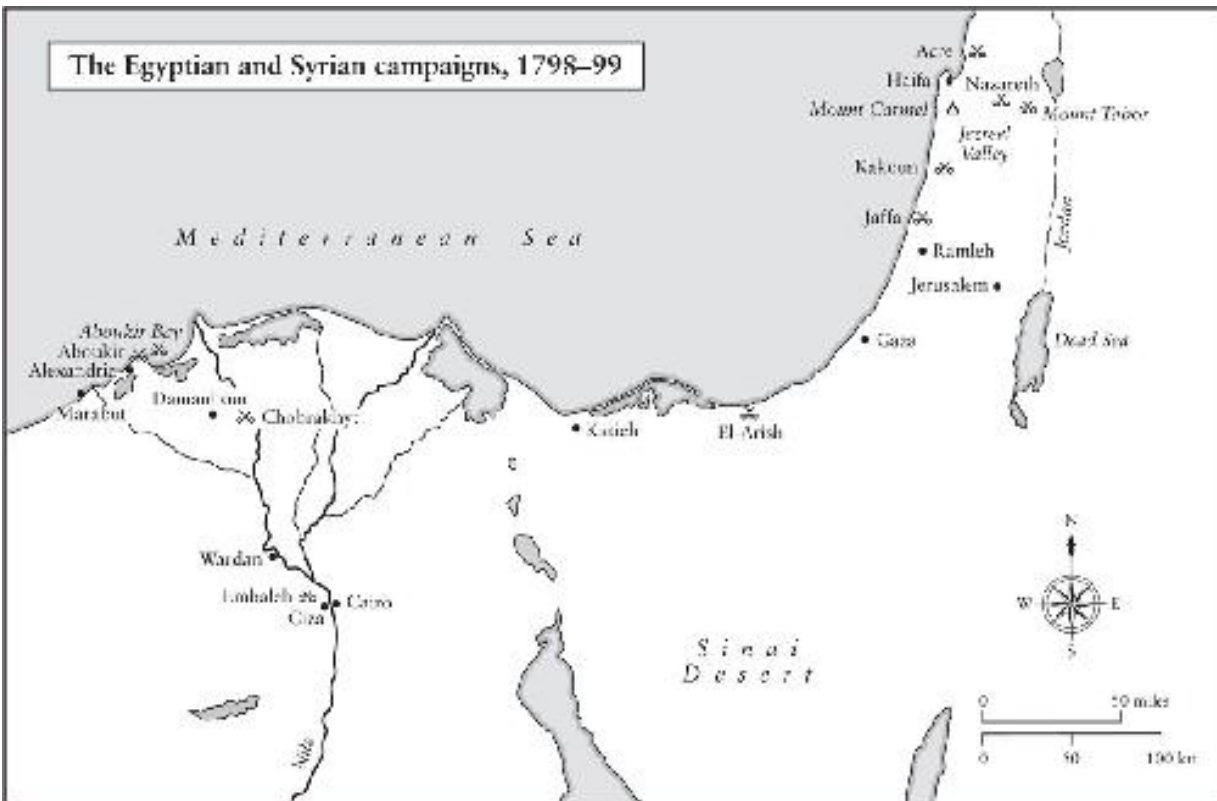 The Egyptian and Syrian campaigns, 1798–99
Acre
Haifa
Nazareth
Mount Carmel
Mount Tabor
Jezreel
Valley
Kakoun
Mediterranean Sea
Jaffa
Jordan
Ramleh
Jerusalem
Aboukir Bay
Aboukir
Alexandria
Gaza
Dead Sea
Marabut
Damanhour
Chobrakhyt
Katieh
El-Arish
N
Wardan
Embabeh
Cairo
Giza
W
E
S
Sinai
Desert
0
50 miles
0
50
100 km
Nile